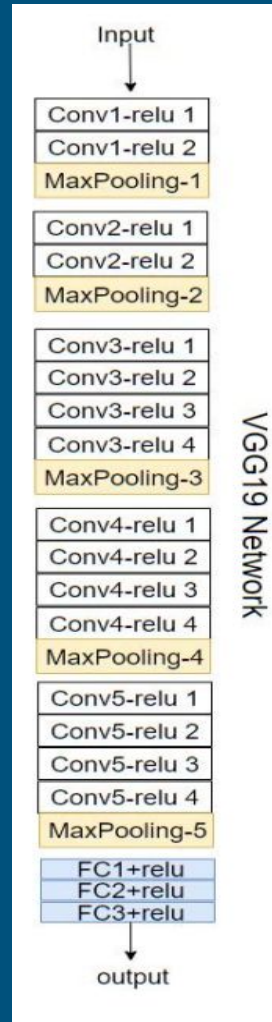 Input
Conv1-relu 1
Conv1-relu 2
MaxPooling-1
Conv2-relu 1
Conv2-relu 2
MaxPooling-2
Conv3-relu 1
Conv3-relu 2
Conv3-relu 3
Conv3-relu 4
MaxPooling-3
Conv4-relu 1
Conv4-relu 2
Conv4-relu 3
Conv4-relu 4
MaxPooling-4
Conv5-relu 1
Conv5-relu 2
Conv5-relu 3
Conv5-relu 4
MaxPooling-5
FC1+relu
FC2+relu
FC3+relu
output
VGG19 Network